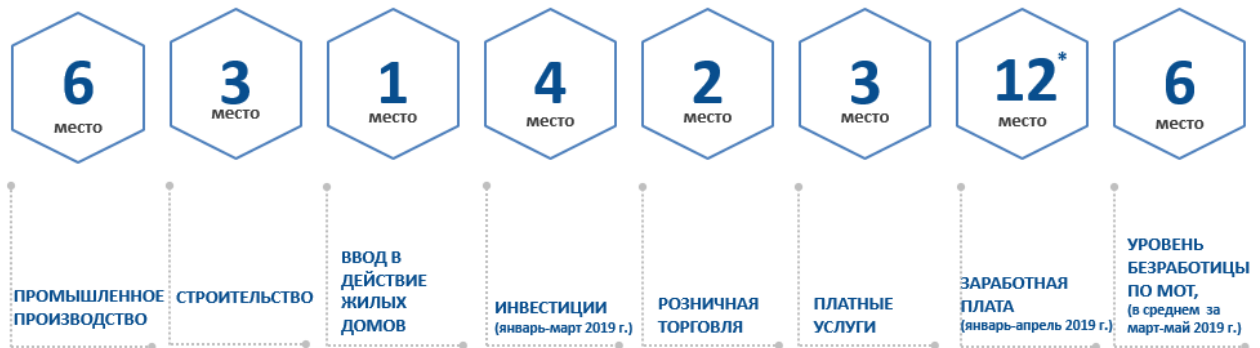 6
место
3
место
1
место
4
место
2
место
3
место
12*
место
6
место
ПРОМЫШЛЕННОЕ
ПРОИЗВОДСТВО
СТРОИТЕЛЬСТВО
ВВОД В
ДЕЙСТВИЕ
ЖИЛЫХ
ДОМОВ
ИНВЕСТИЦИИ
(январь-март 2019 г.)
РОЗНИЧНАЯ
ТОРГОВЛЯ
ПЛАТНЫЕ
УСЛУГИ
ЗАРАБОТНАЯ
ПЛАТА
(январь-апрель 2019 г.)
УРОВЕНЬ
БЕЗРАБОТИЦЫ
ПО МОТ,
(в среднем за
март-май 2019 г.)